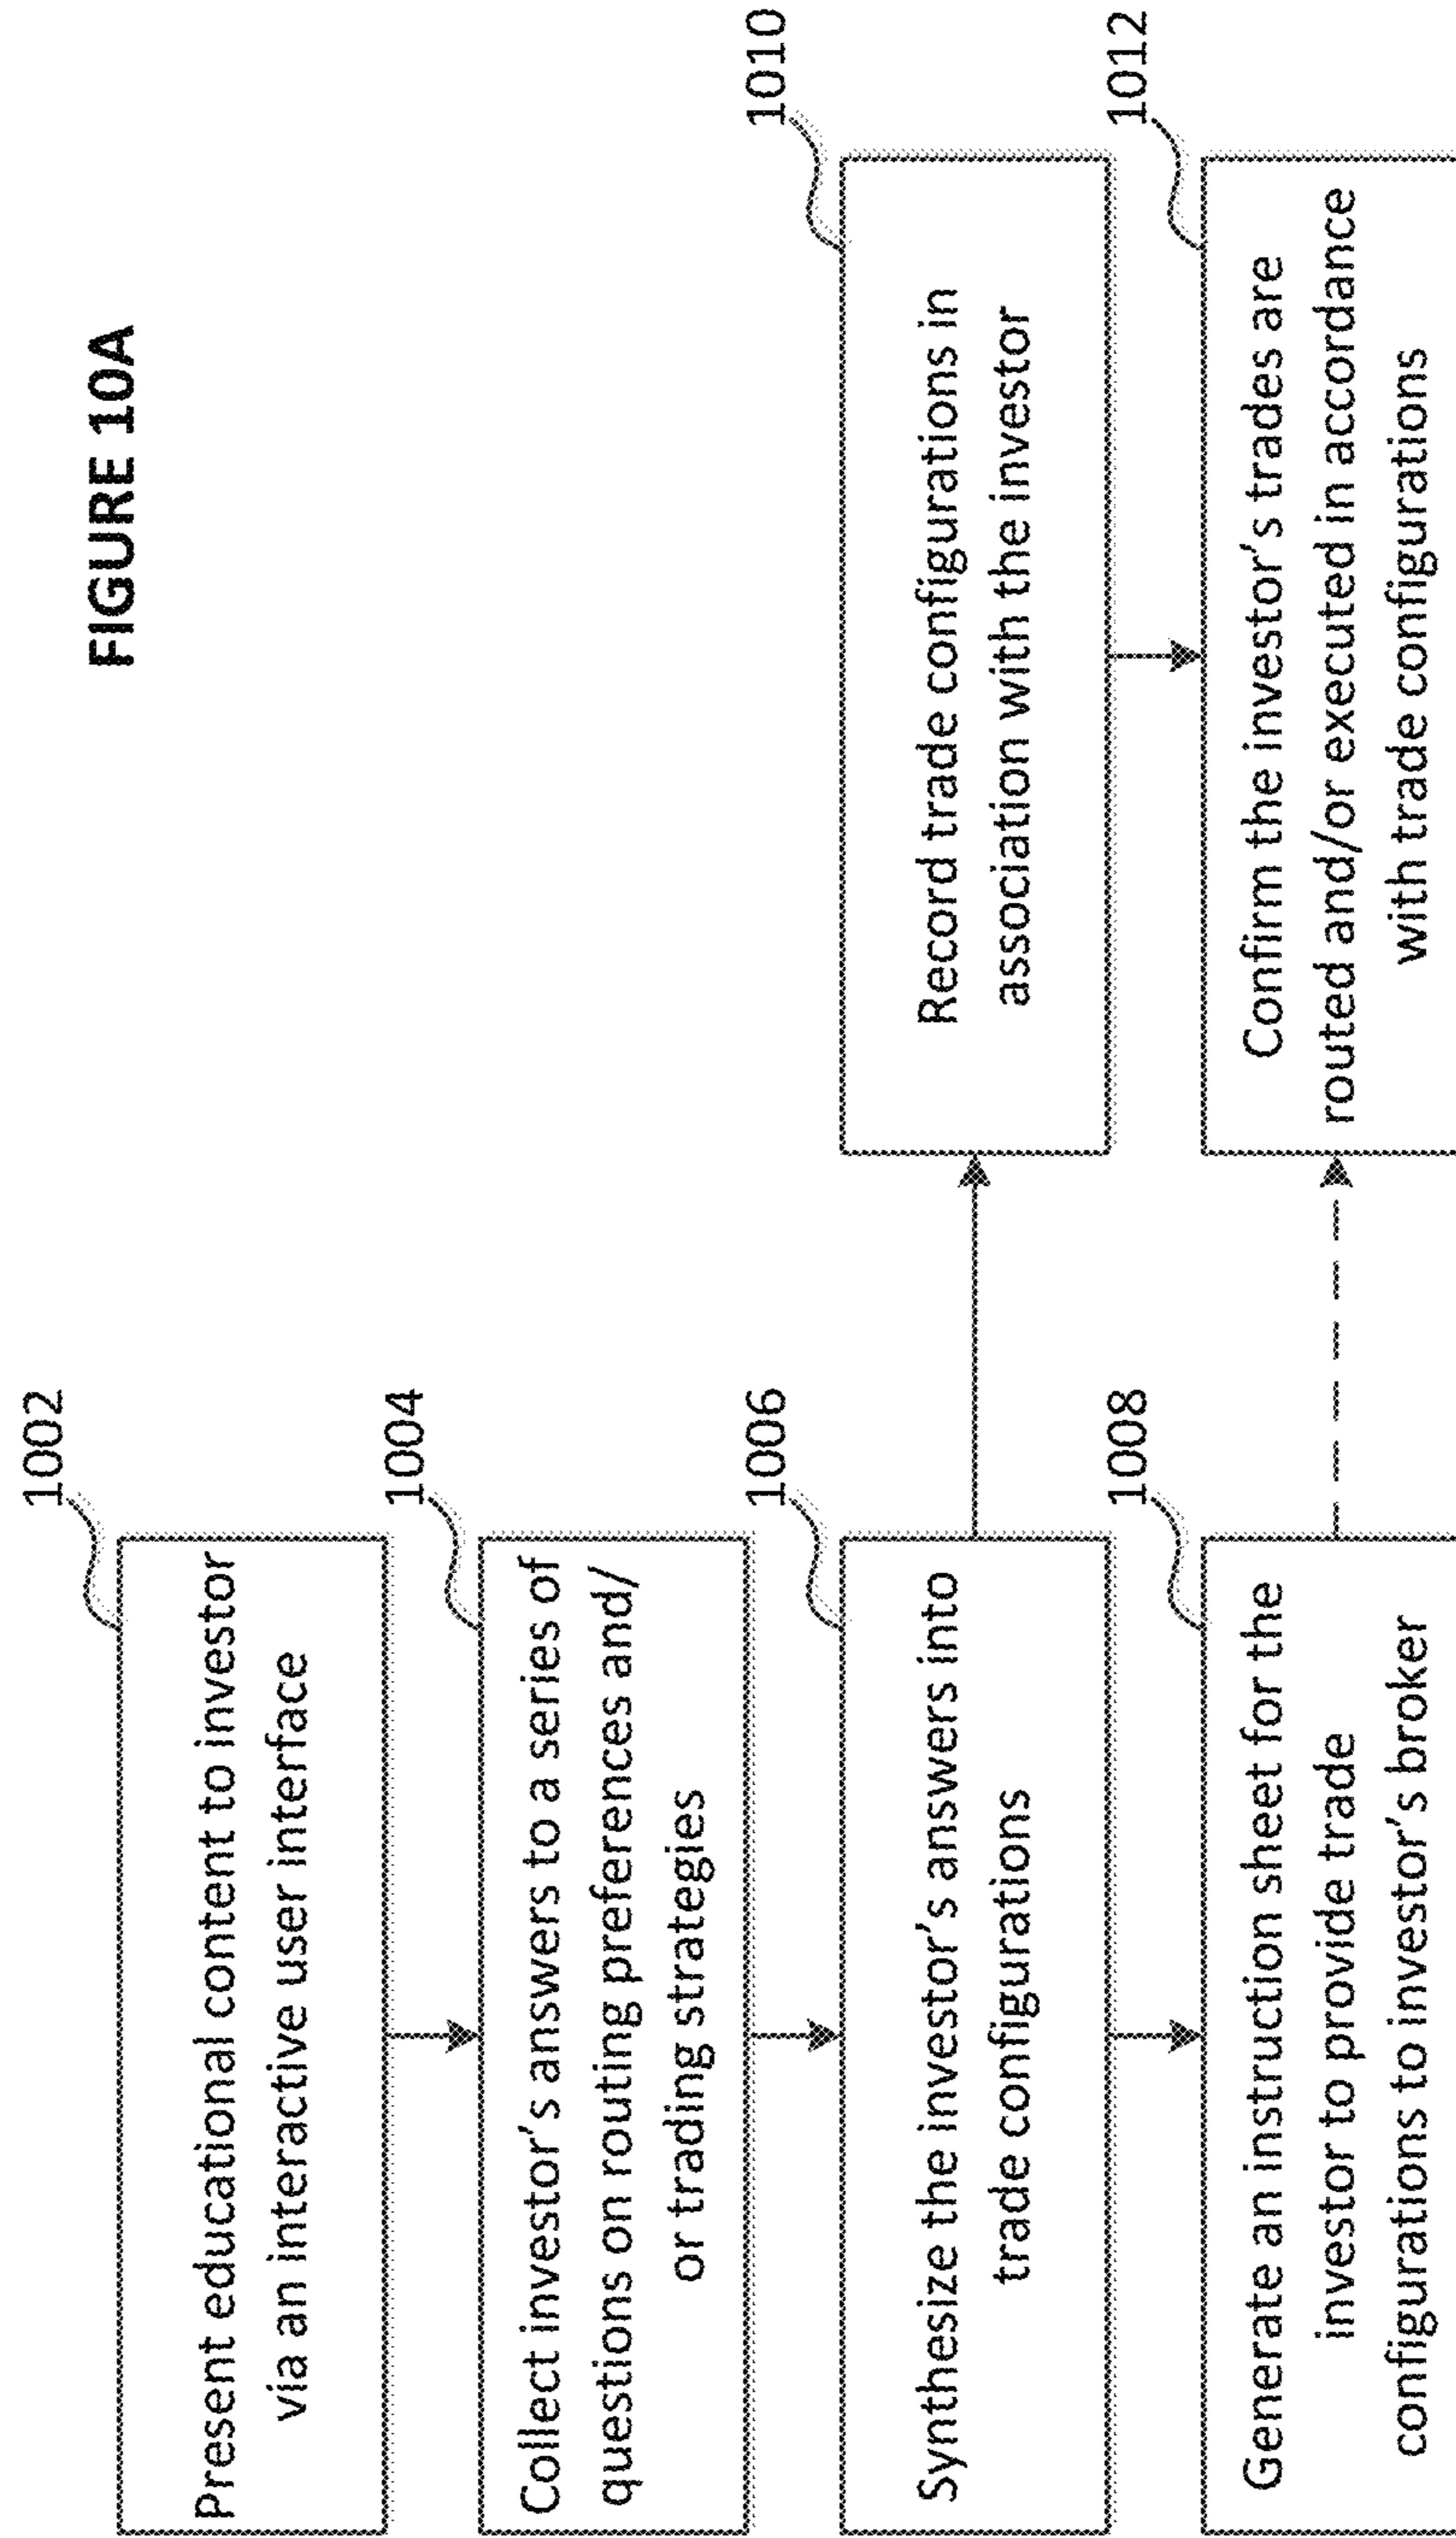 FIGURE 10A
1002
Present educational content to investor
via an interactive user interface
1004
Collect investor's answers to a series of
questions on routing preferences and/
or trading strategies
1006
Synthesize the investor's answers into
trade configurations
1008
Generate an instruction sheet for the
investor to provide trade
configurations to investor's broker
1010
Record trade configurations in
association with the investor
1012
Confirm the investor's trades are
routed and/or executed in accordance
with trade configurations